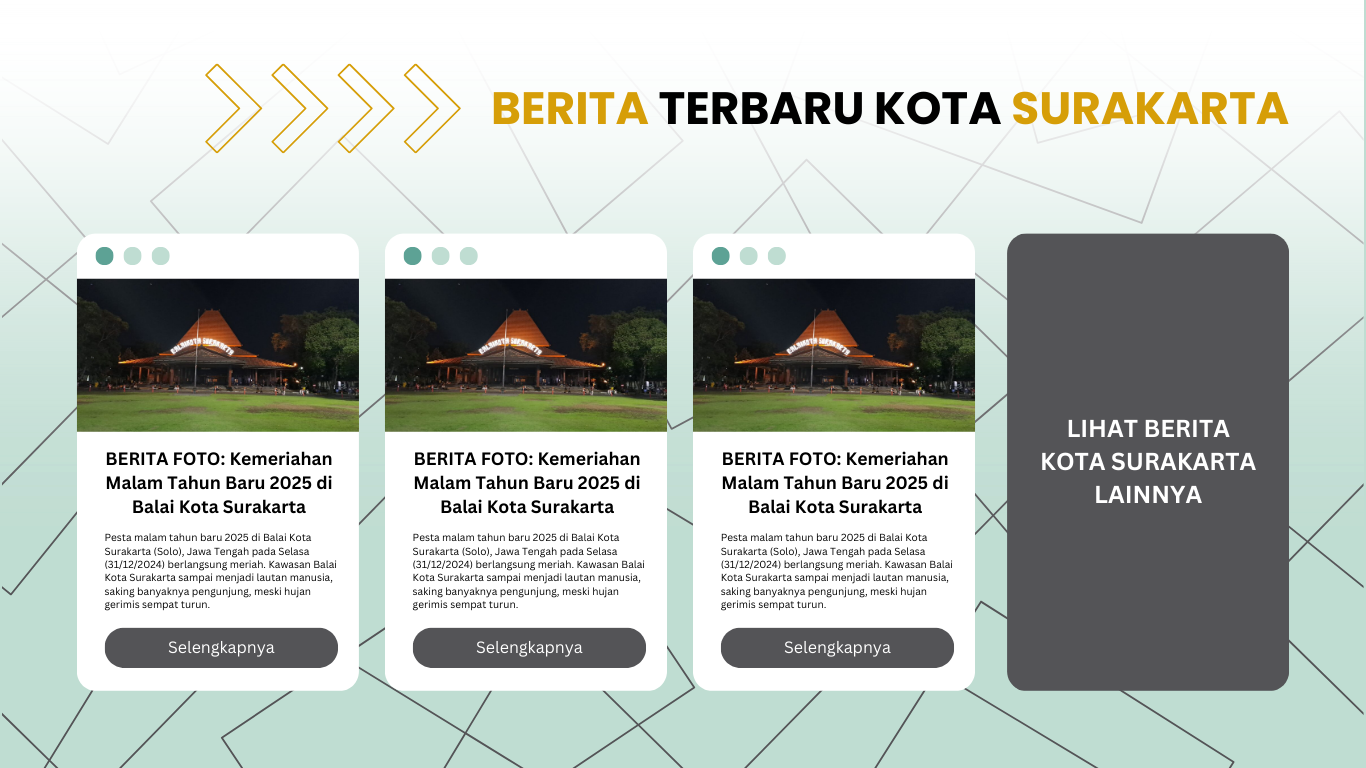 BERITA TERBARU KOTA SURAKARTA
BALAIKOTA SURAKARTA
BERITA FOTO: Kemeriahan
Malam Tahun Baru 2025 di
Balai Kota Surakarta
Pesta malam tahun baru 2025 di Balai Kota
Surakarta (Solo), Jawa Tengah pada Selasa
(31/12/2024) berlangsung meriah. Kawasan Balai
Kota Surakarta sampai menjadi lautan manusia,
saking banyaknya pengunjung, meski hujan
gerimis sempat turun.
Selengkapnya
BALAIKOTA SURAKARTA
BERITA FOTO: Kemeriahan
Malam Tahun Baru 2025 di
Balai Kota Surakarta
Pesta malam tahun baru 2025 di Balai Kota
Surakarta (Solo), Jawa Tengah pada Selasa
(31/12/2024) berlangsung meriah. Kawasan Balai
Kota Surakarta sampai menjadi lautan manusia,
saking banyaknya pengunjung, meski hujan
gerimis sempat turun.
Selengkapnya
BALAIKOTA SURAKARTA
BERITA FOTO: Kemeriahan
Malam Tahun Baru 2025 di
Balai Kota Surakarta
Pesta malam tahun baru 2025 di Balai Kota
Surakarta (Solo), Jawa Tengah pada Selasa
(31/12/2024) berlangsung meriah. Kawasan Balai
Kota Surakarta sampai menjadi lautan manusia,
saking banyaknya pengunjung, meski hujan
gerimis sempat turun.
Selengkapnya
LIHAT BERITA
KOTA SURAKARTA
LAINNYA